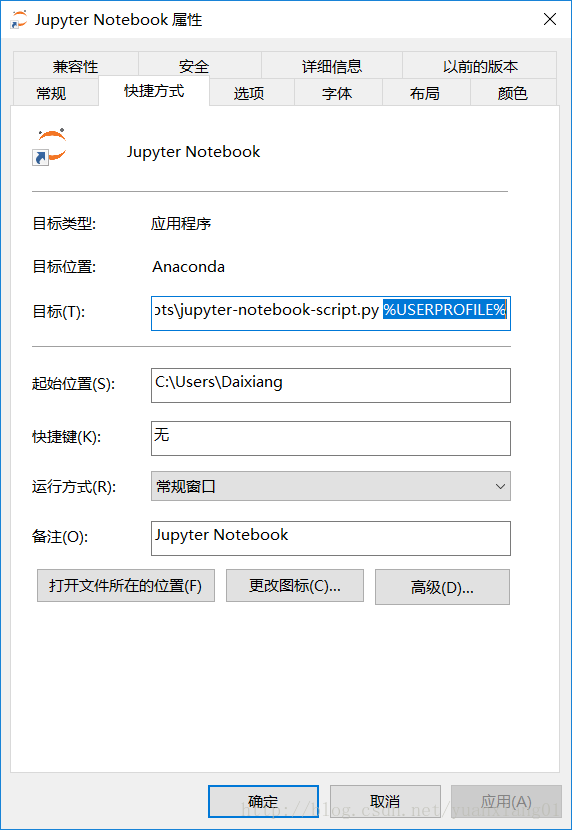 Jupyter Notebook 属性
兼容性 安全 详细信息 以前的版本
常规 快捷方式 选项 字体 布局 颜色
Jupyter Notebook
目标类型: 应用程序
目标位置: Anaconda
目标(T): pts\jupyter-notebook-script.py %USERPROFILE%
起始位置(S): C:\Users\Daixiang
快捷键(K): 无
运行方式(R): 常规窗口
备注(O): Jupyter Notebook
打开文件所在的位置(F) 更改图标(C)... 高级(D)...
确定 取消 应用(A)
http://blog.csdn.net/yuanxiang01